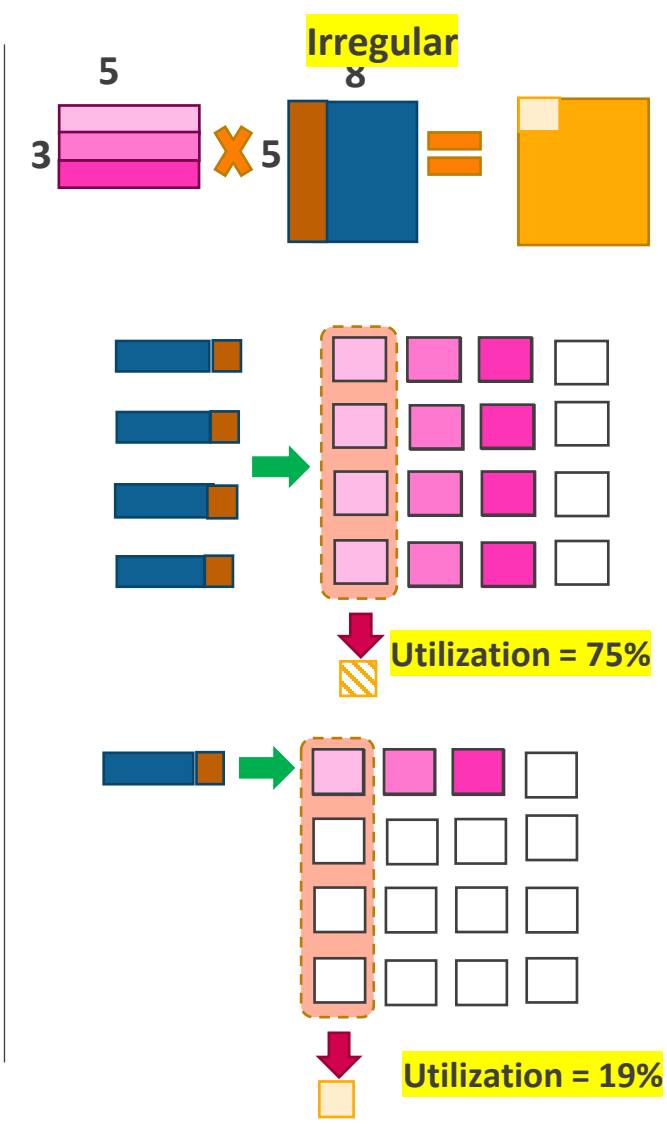 Irregular
5
8
3
5
Utilization = 75%
Utilization = 19%